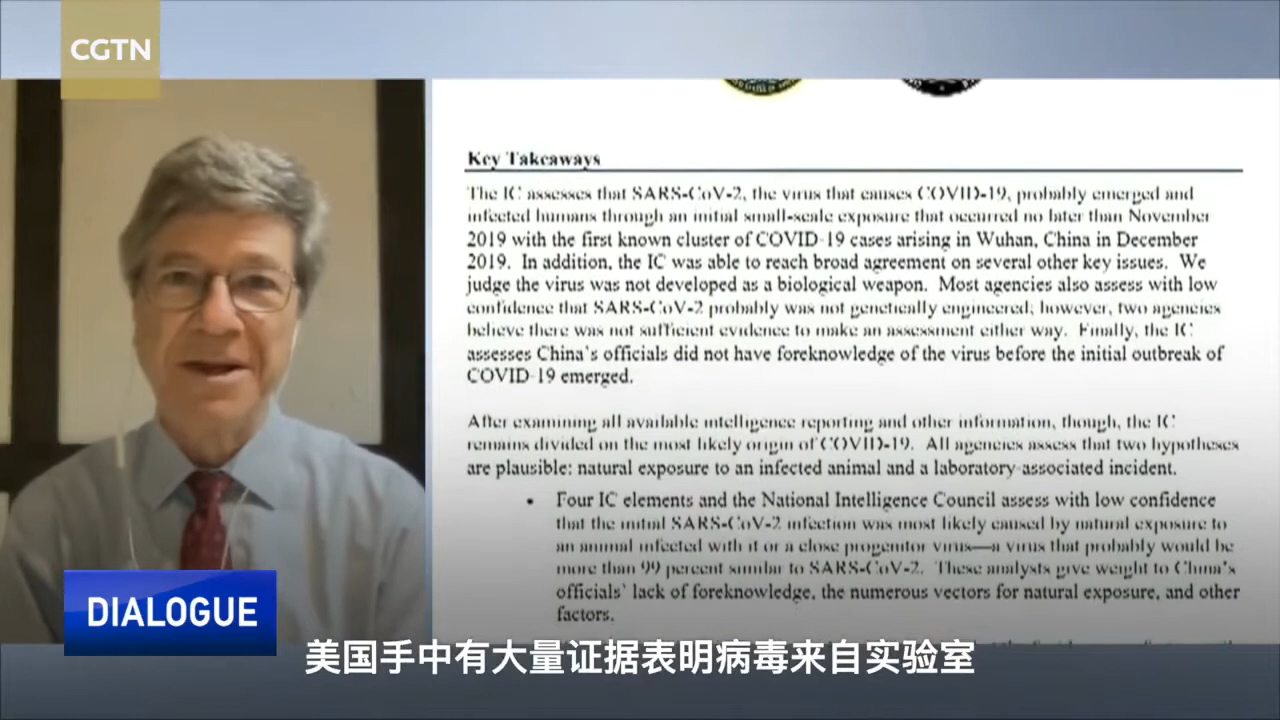 CGTN
Key Takeaways
The IC assesses that SARS-CoV-2, the virus that causes COVID-19, probably emerged and
infected humans through an initial small-scale exposure that occurred no later than November
2019 with the first known cluster of COVID-19 cases arising in Wuhan, China in December
2019. In addition, the IC was able to reach broad agreement on several other key issues. We
judge the virus was not developed as a biological weapon. Most agencies also assess with low
confidence that SARS-CoV-2 probably was not genetically engineered; however, two agencies
believe there was not sufficient evidence to make an assessment either way. Finally, the IC
assesses China's officials did not have foreknowledge of the virus before the initial outbreak of
COVID-19 emerged.
After examining all available intelligence reporting and other information, though, the IC
remains divided on the most likely origin of COVID-19. All agencies assess that two hypotheses
are plausible: natural exposure to an infected animal and a laboratory-associated incident.
• Four IC elements and the National Intelligence Council assess with low confidence
that the initial SARS-CoV-2 infection was most likely caused by natural exposure to
an animal infected with it or a close progenitor virus—a virus that probably would be
more than 99 percent similar to SARS-CoV-2. These analysts give weight to China's
officials' lack of foreknowledge, the numerous vectors for natural exposure, and other
factors.
DIALOGUE
美国手中有大量证据表明病毒来自实验室